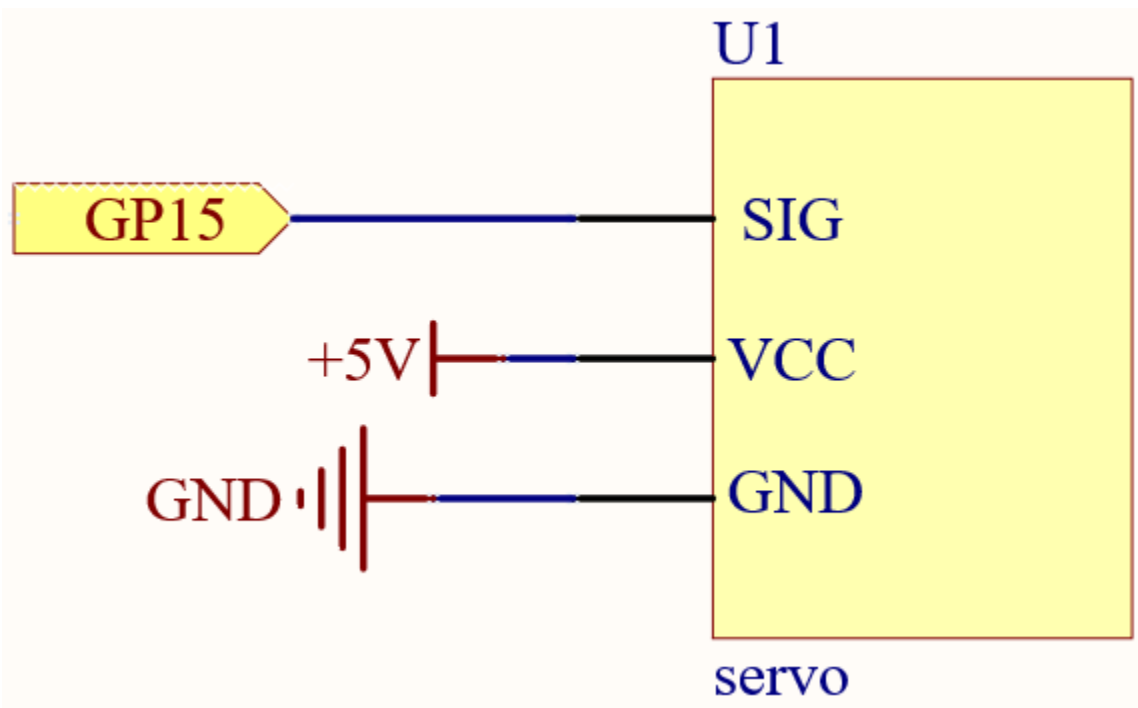 U1
GP15
SIG
+5V
VCC
GND
GND
servo